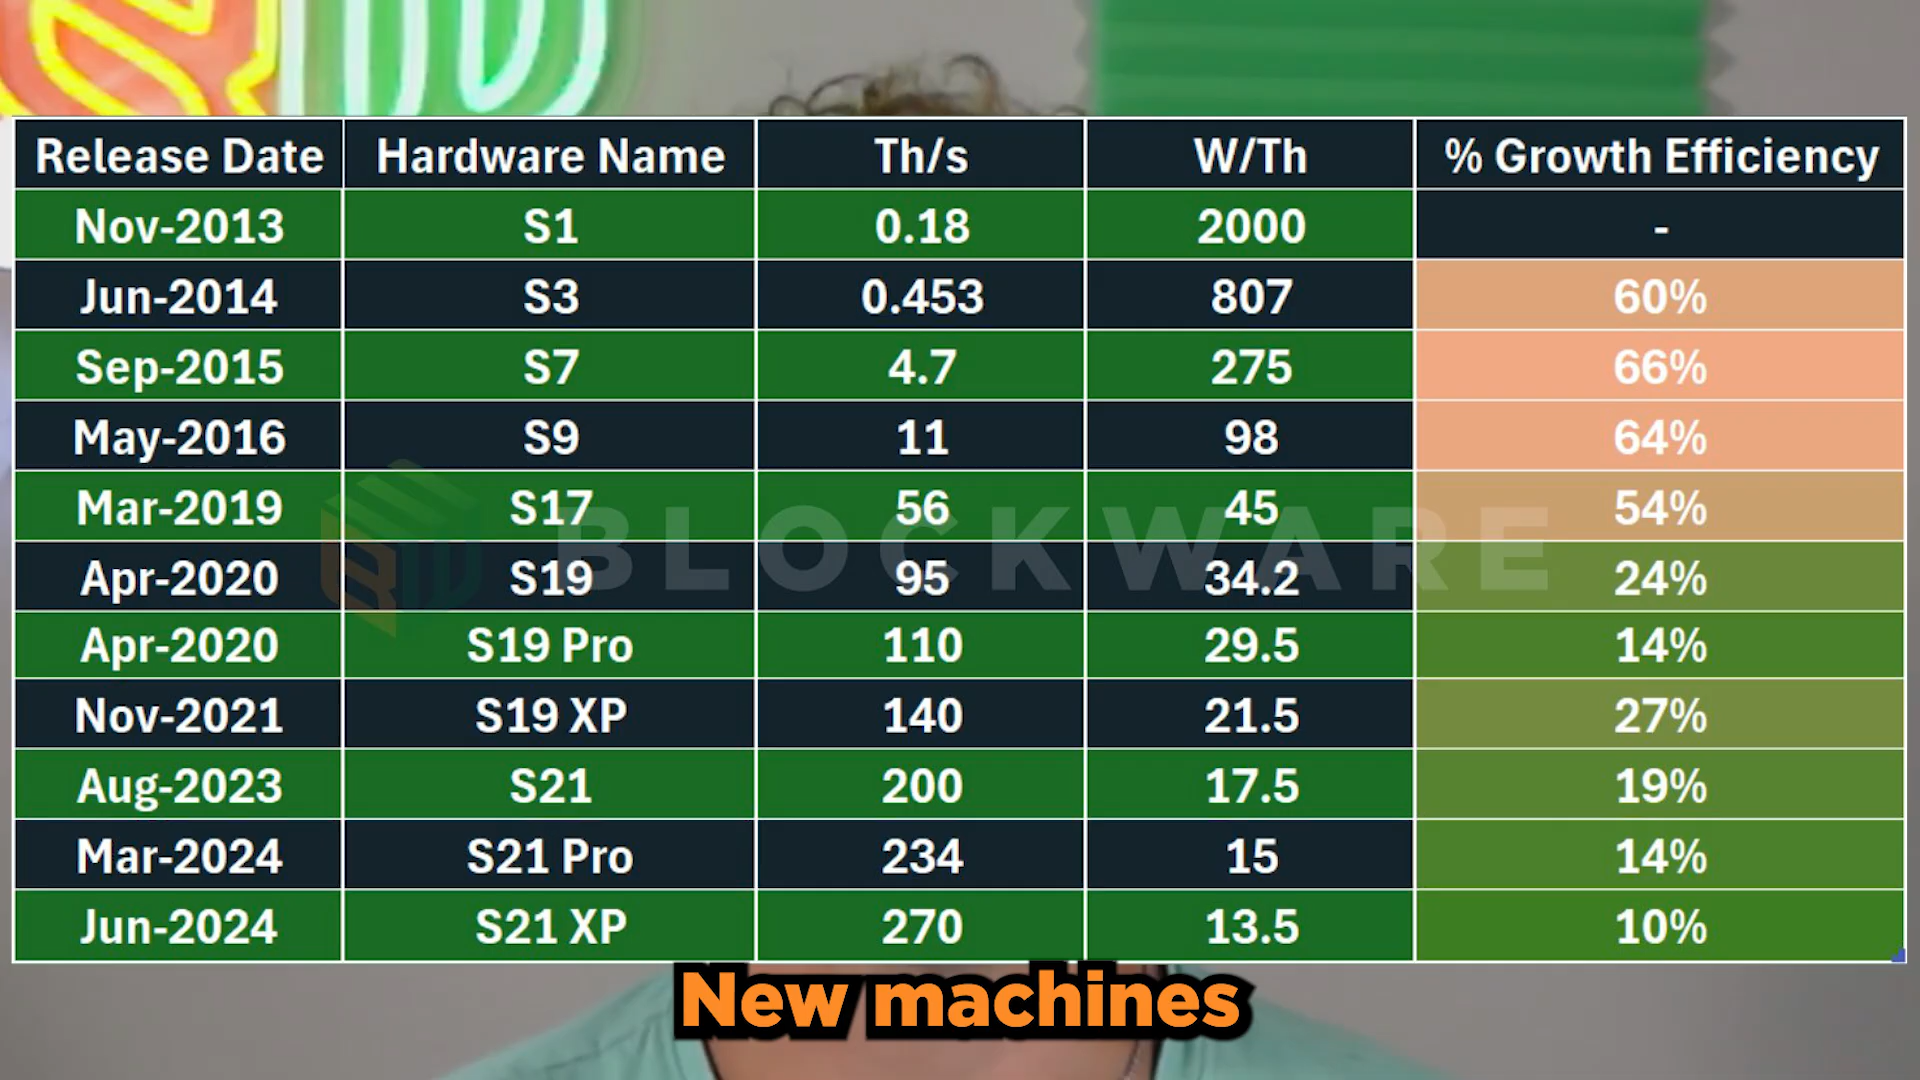 Release Date Hardware Name Th/s W/Th % Growth Efficiency
Nov-2013 S1 0.18 2000 -
Jun-2014 S3 0.453 807 60%
Sep-2015 S7 4.7 275 66%
May-2016 S9 11 98 64%
Mar-2019 S17 56 45 54%
BLOCKWARE
Apr-2020 S19 95 34.2 24%
Apr-2020 S19 Pro 110 29.5 14%
Nov-2021 S19 XP 140 21.5 27%
Aug-2023 S21 200 17.5 19%
Mar-2024 S21 Pro 234 15 14%
Jun-2024 S21 XP 270 13.5 10%
New machines